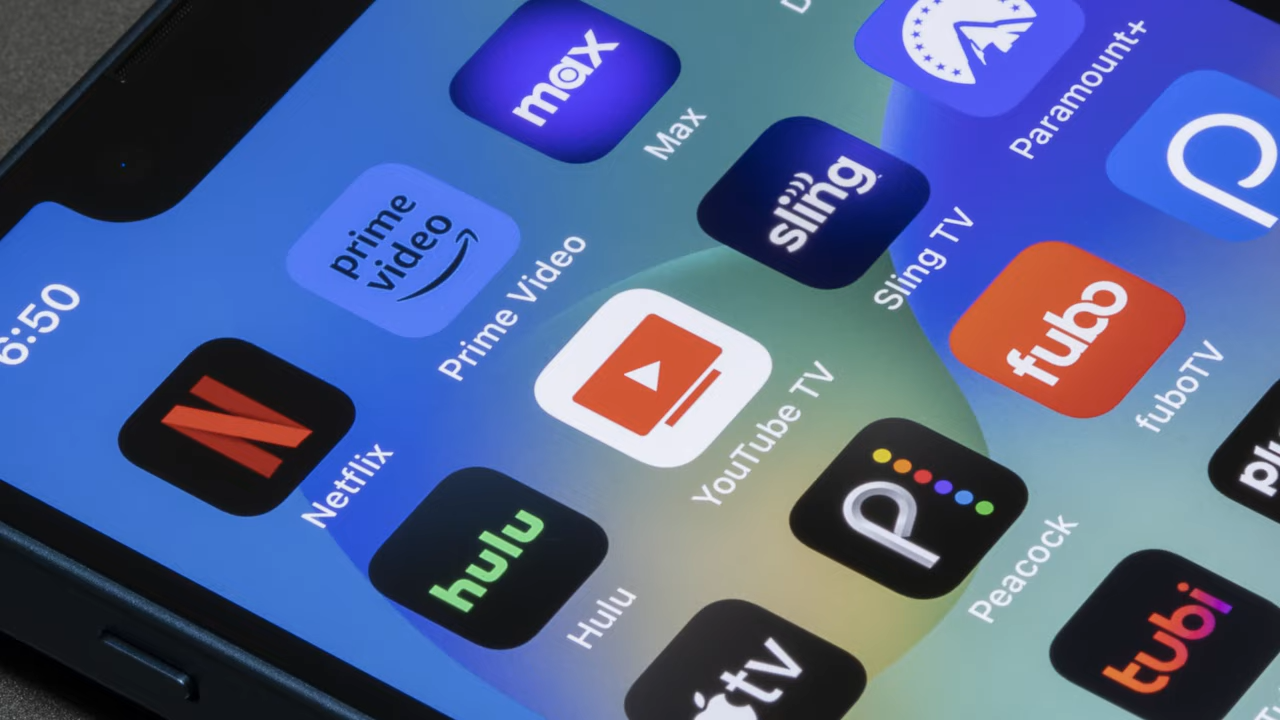 6:50
N
Netflix
prime
video
Prime Video
max
Max
hulu
Hulu
YouTube TV
sling
Sling TV
Paramount+
tv
P
Peacock
fubo
fuboTV
P
tubi